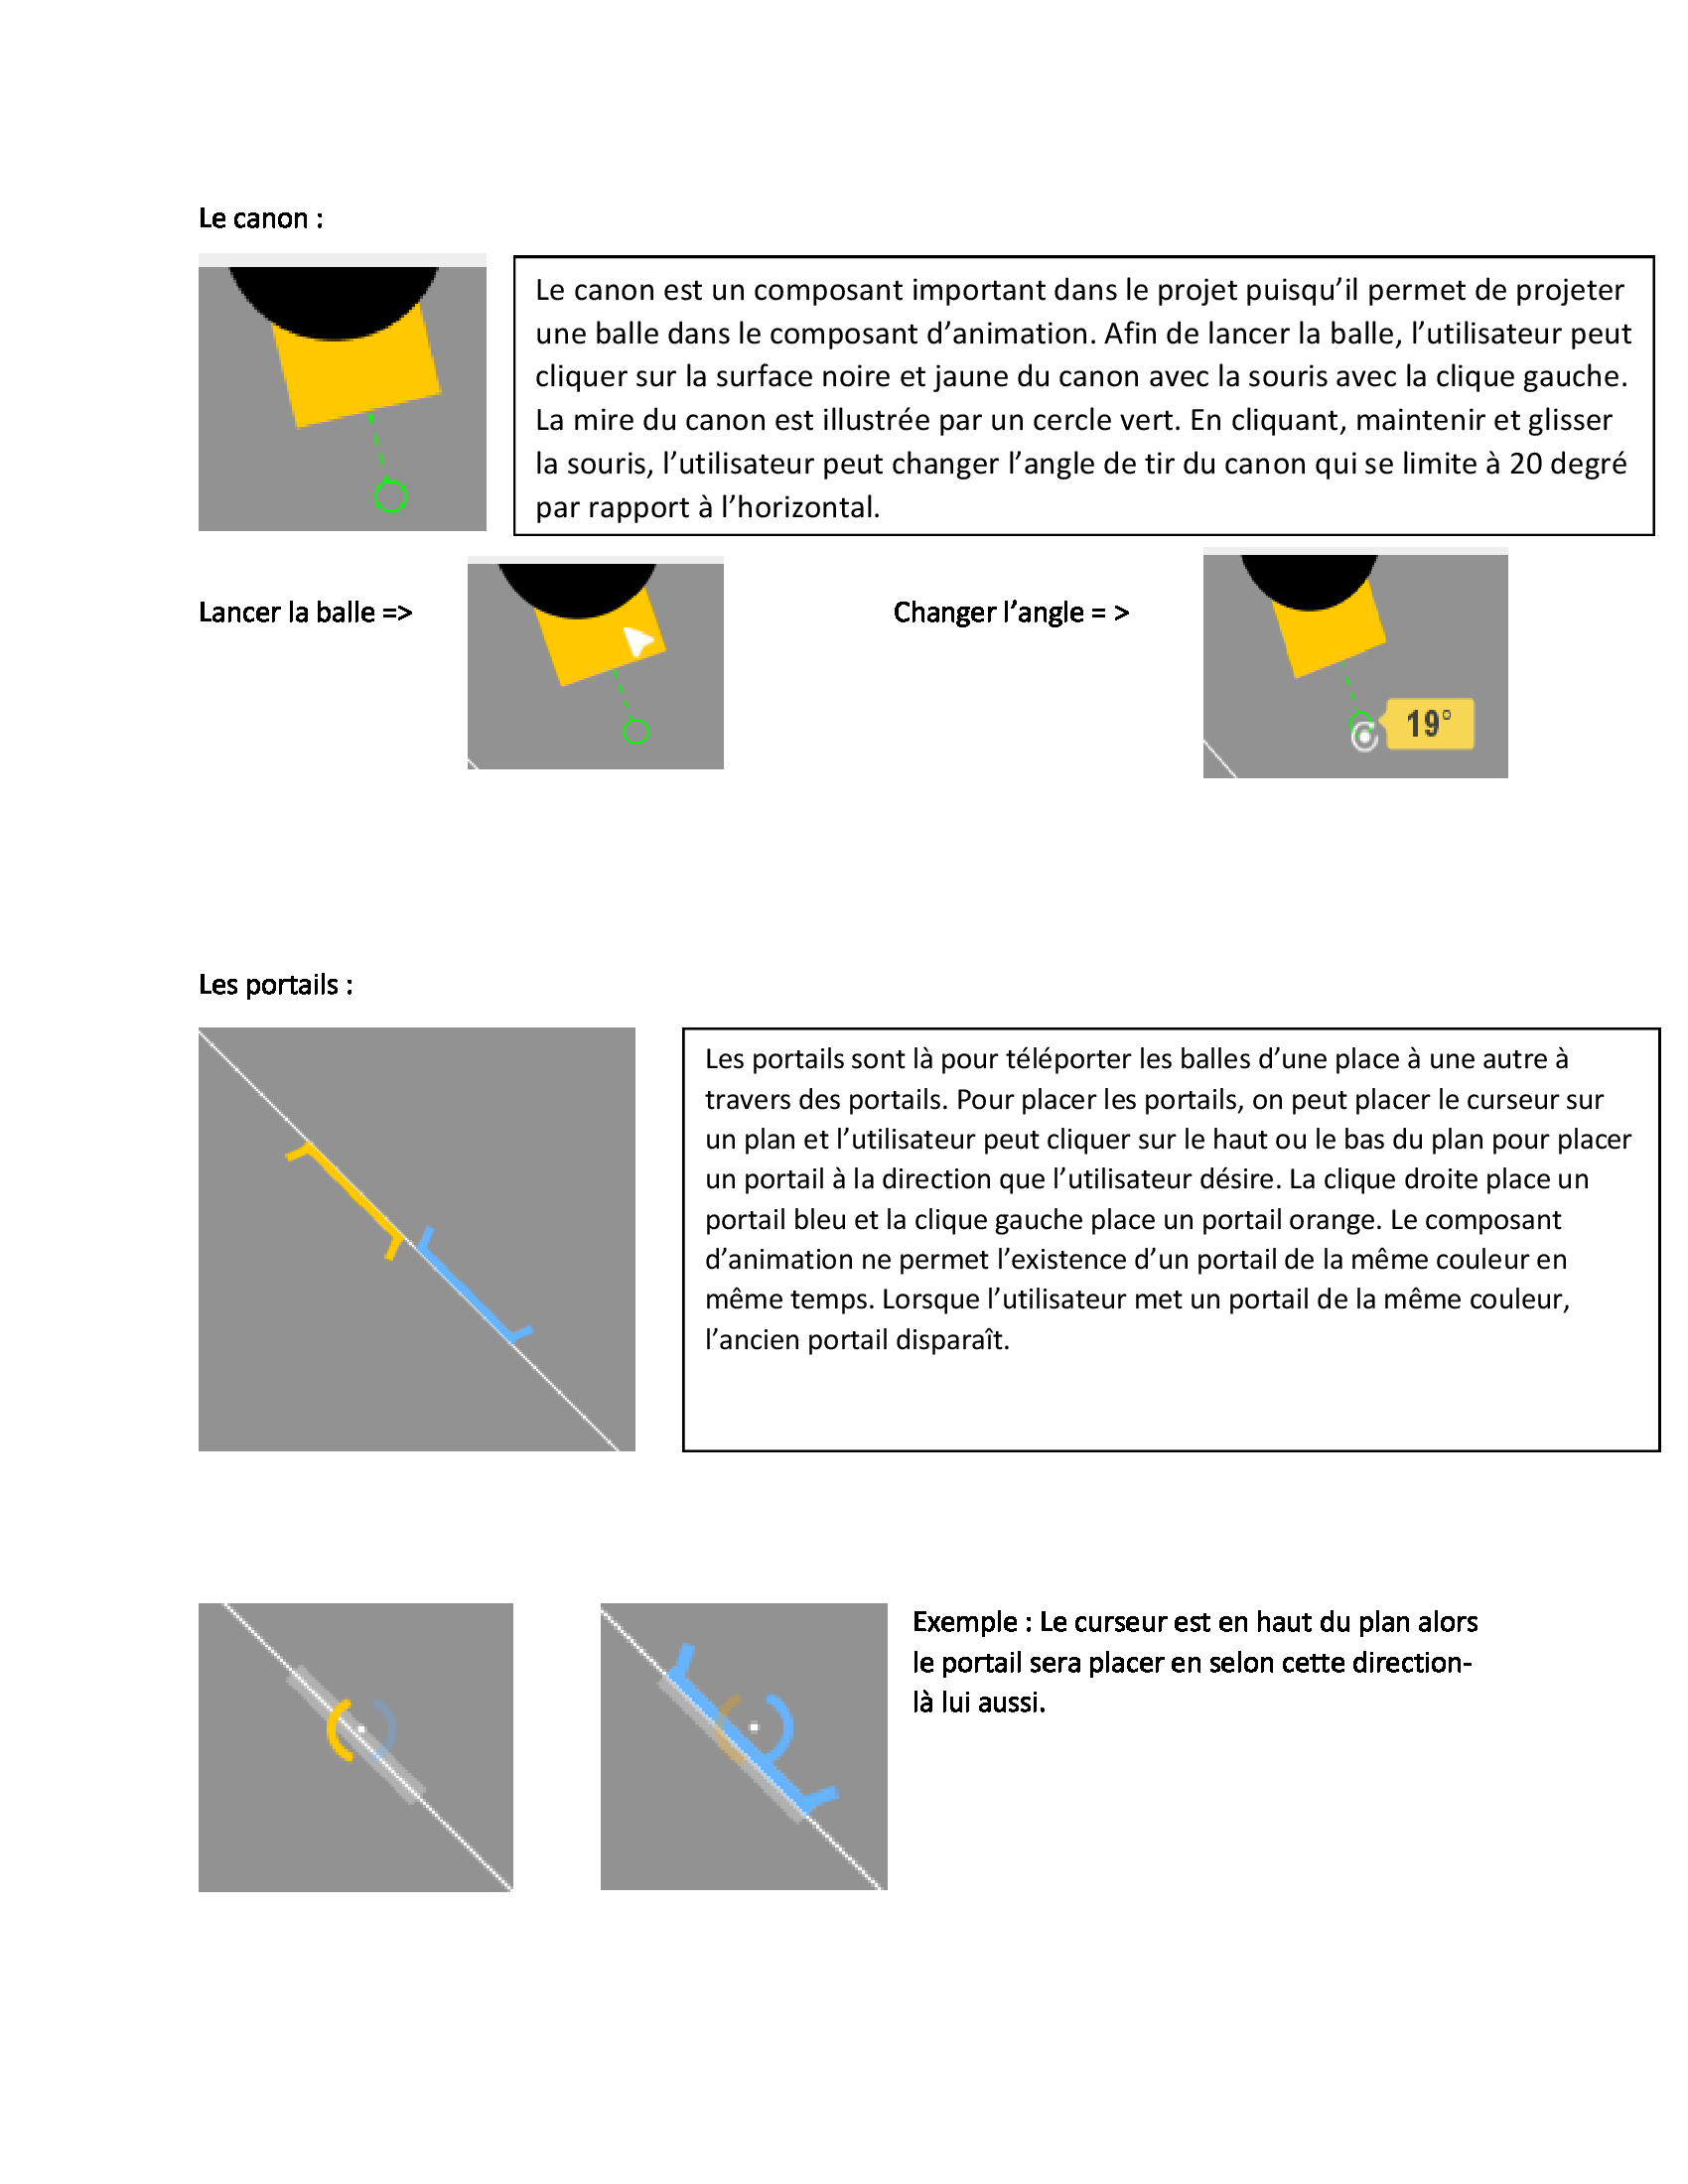 Le canon :
Le canon est un composant important dans le projet puisqu’il permet de projeter
une balle dans le composant d’animation. Afin de lancer la balle, l’utilisateur peut
cliquer sur la surface noire et jaune du canon avec la souris avec la clique gauche.
La mire du canon est illustrée par un cercle vert. En cliquant, maintenir et glisser
la souris, l’utilisateur peut changer l’angle de tir du canon qui se limite à 20 degré
par rapport à l’horizontal.
Lancer la balle =>
Changer l’angle = >
19°
Les portails :
Les portails sont là pour téléporter les balles d’une place à une autre à
travers des portails. Pour placer les portails, on peut placer le curseur sur
un plan et l’utilisateur peut cliquer sur le haut ou le bas du plan pour placer
un portail à la direction que l’utilisateur désire. La clique droite place un
portail bleu et la clique gauche place un portail orange. Le composant
d’animation ne permet l’existence d’un portail de la même couleur en
même temps. Lorsque l’utilisateur met un portail de la même couleur,
l’ancien portail disparaît.
Exemple : Le curseur est en haut du plan alors
le portail sera placer en selon cette direction-
là lui aussi.